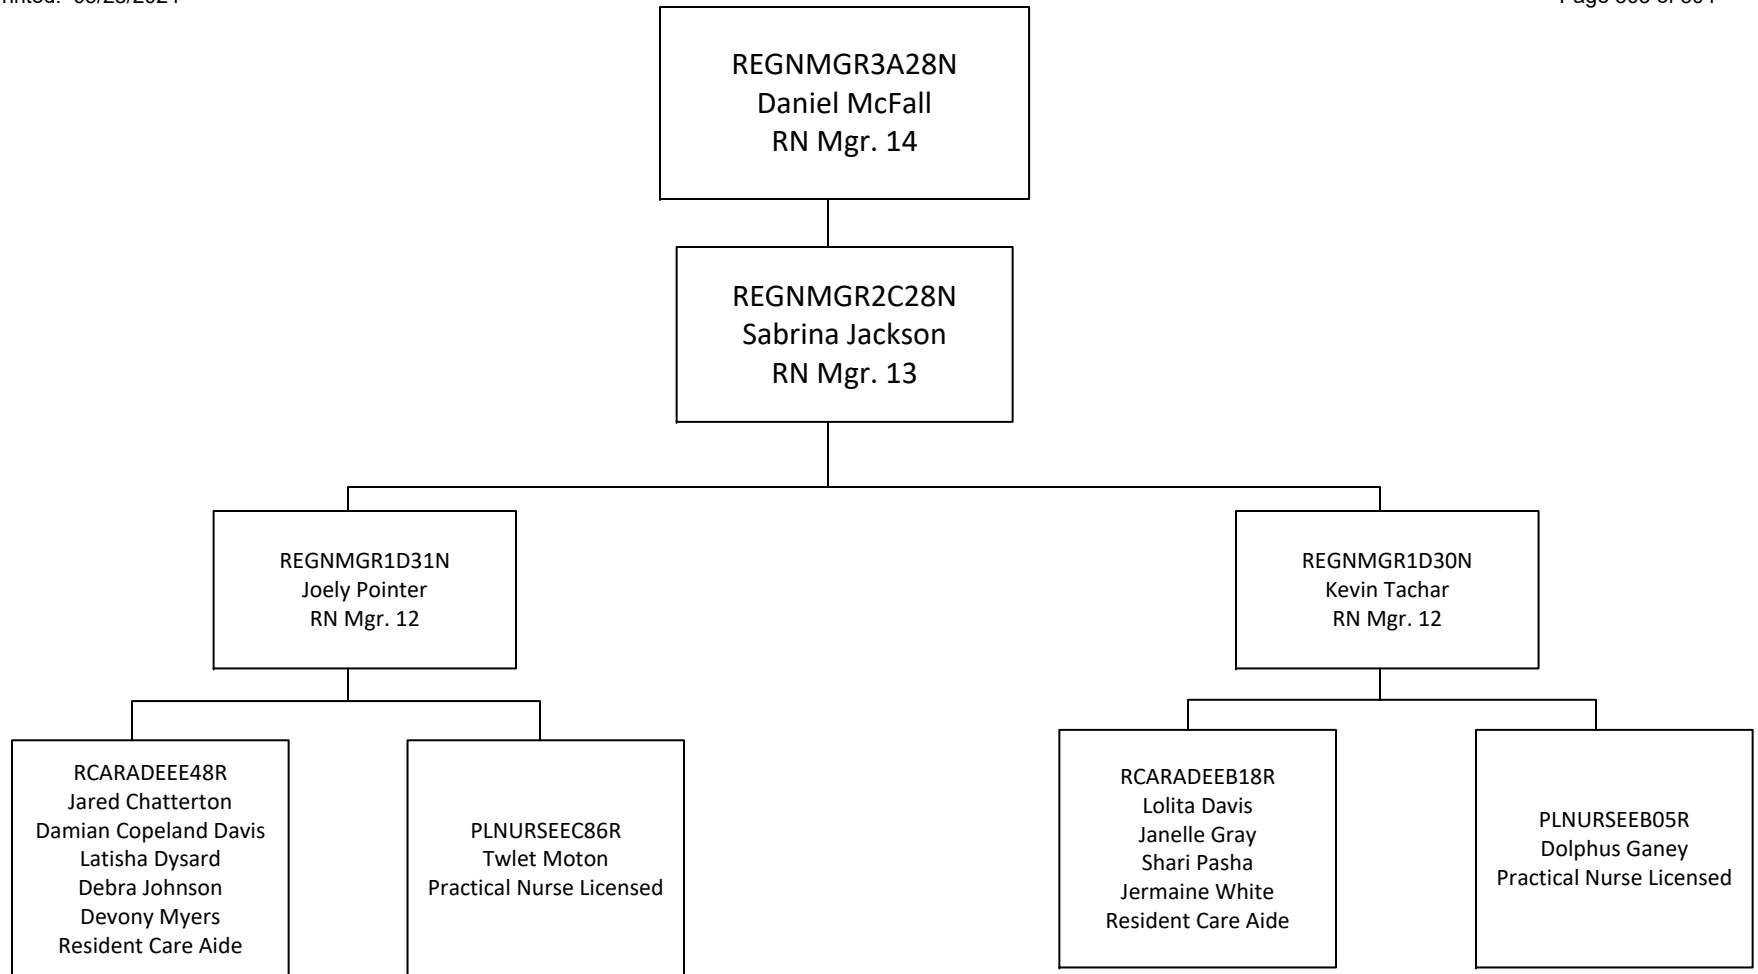 REGNMGR3A28N
Daniel McFall
RN Mgr. 14
REGNMGR2C28N
Sabrina Jackson
RN Mgr. 13
REGNMGR1D31N
Joely Pointer
RN Mgr. 12
REGNMGR1D30N
Kevin Tachar
RN Mgr. 12
RCARADEEE48R
Jared Chatterton
Damian Copeland Davis
Latisha Dysard
Debra Johnson
Devony Myers
Resident Care Aide
PLNURSEEC86R
Twlet Moton
Practical Nurse Licensed
RCARADEEB18R
Lolita Davis
Janelle Gray
Shari Pasha
Jermaine White
Resident Care Aide
PLNURSEEB05R
Dolphus Ganey
Practical Nurse Licensed